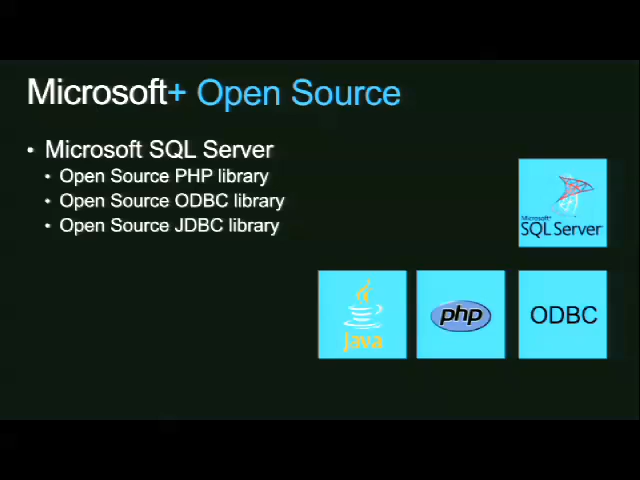 Microsoft+ Open Source
• Microsoft SQL Server
• Open Source PHP library
• Open Source ODBC library
• Open Source JDBC library
Microsoft®
SQL Server
Java
php
ODBC